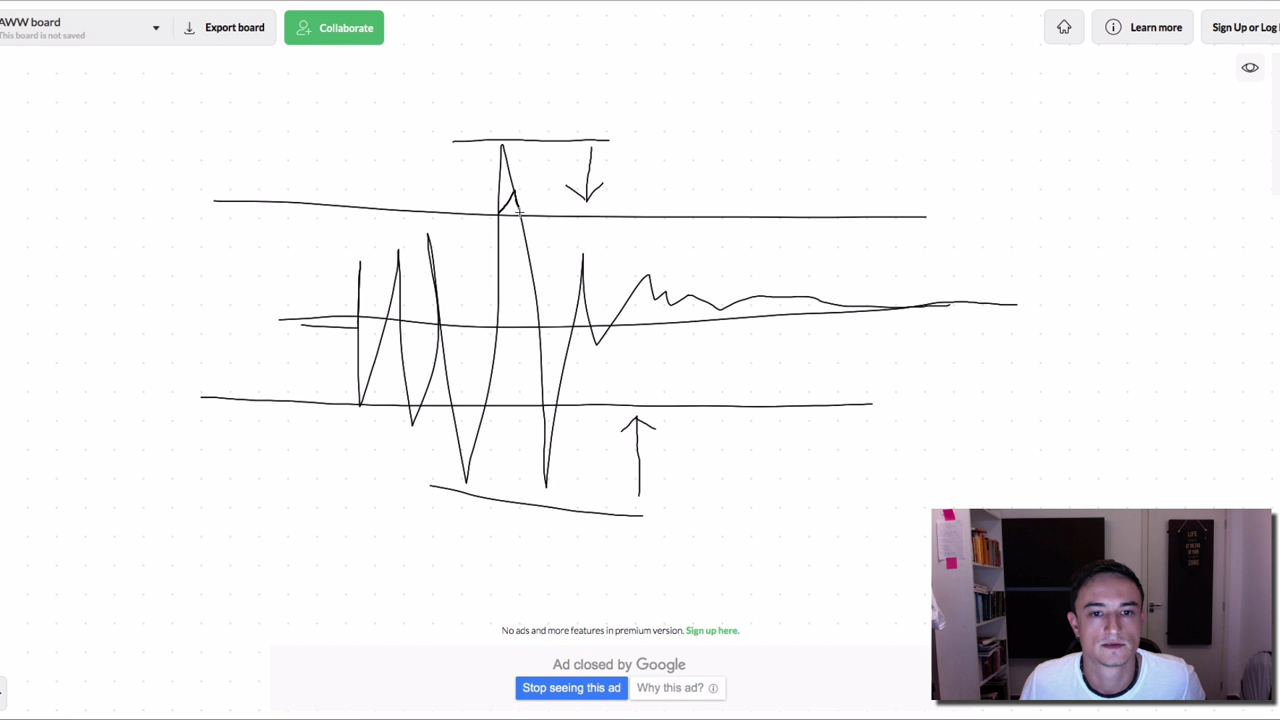 AWW board
This board is not saved
Export board
Collaborate
Learn more
Sign Up or Log
No ads and more features in premium version. Sign up here.
Ad closed by Google
Stop seeing this ad
Why this ad?